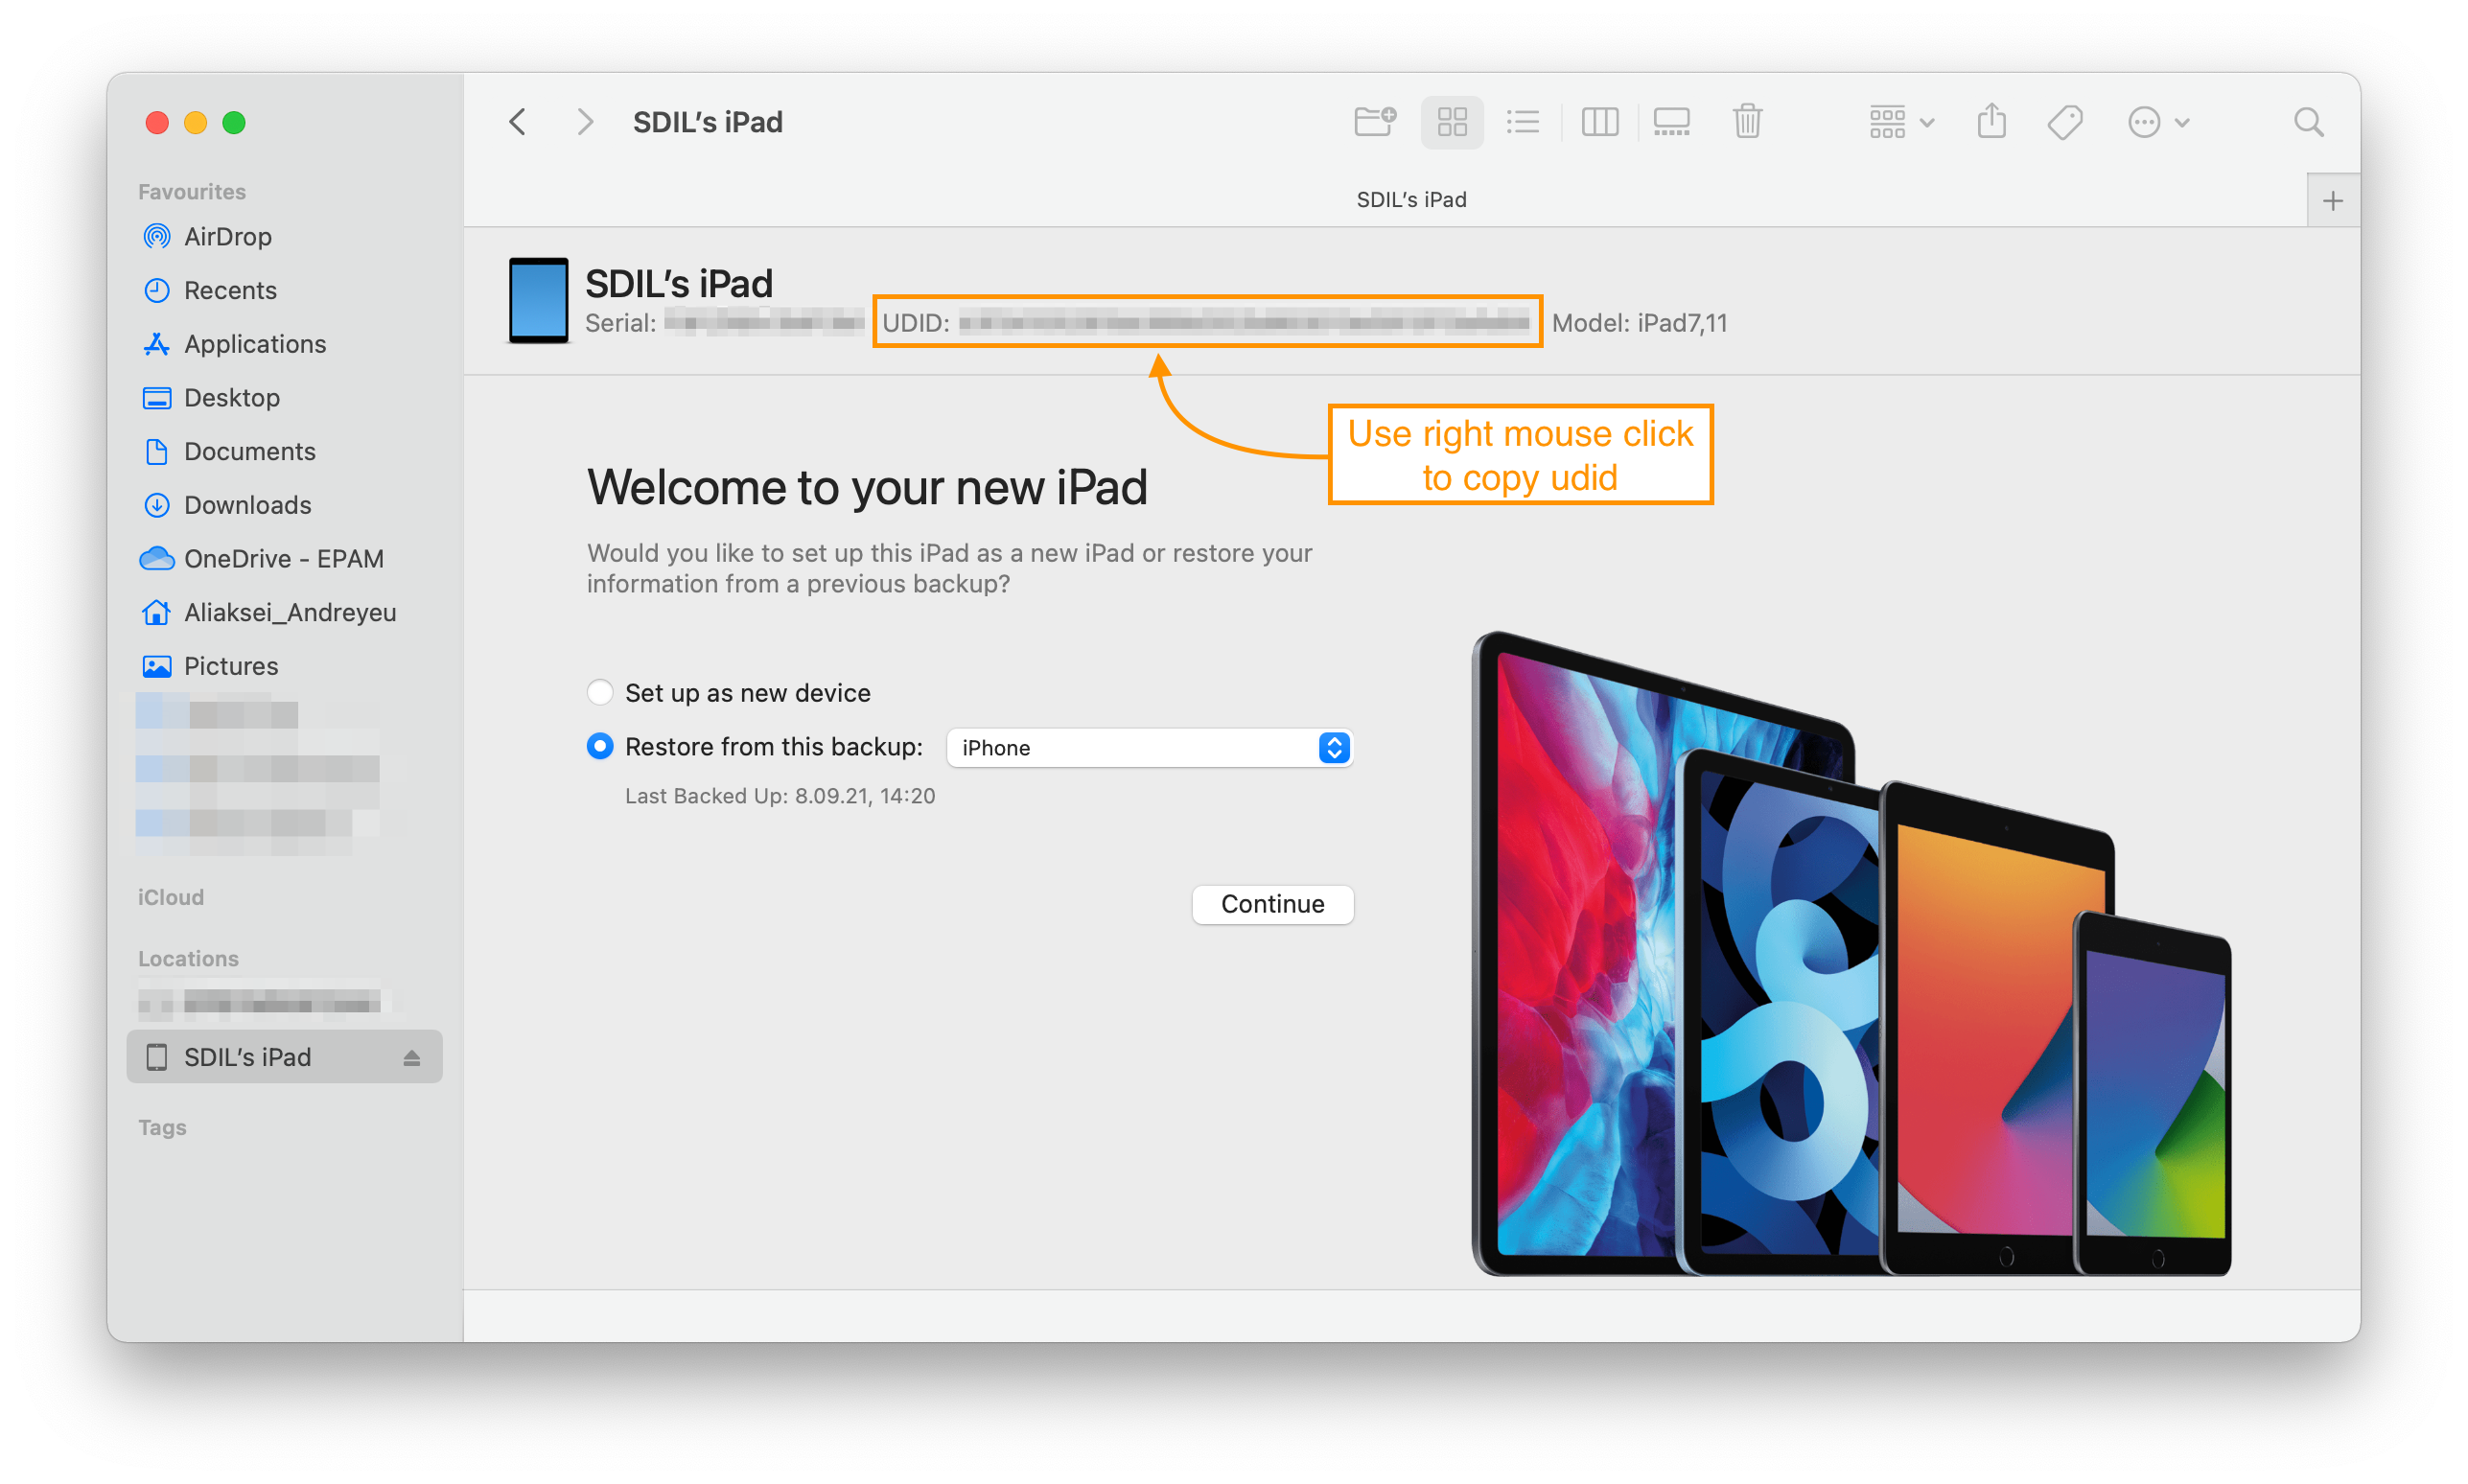 SDIL’s iPad
SDIL’s iPad
Favourites
AirDrop
Recents
Applications
Desktop
Documents
Downloads
OneDrive - EPAM
Aliaksei_Andreyeu
Pictures
iCloud
Locations
SDIL’s iPad
Tags
SDIL’s iPad
Serial: UDID: Model: iPad7,11
Use right mouse click
to copy udid
Welcome to your new iPad
Would you like to set up this iPad as a new iPad or restore your
information from a previous backup?
Set up as new device
Restore from this backup: iPhone
Last Backed Up: 8.09.21, 14:20
Continue